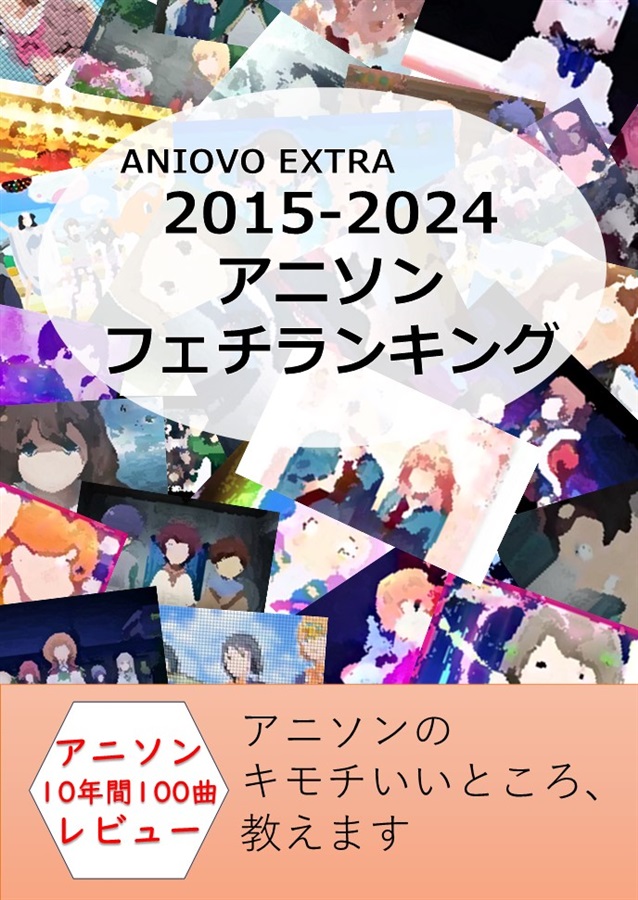 ANIOVO EXTRA
2015-2024
アニソン
フェチランキング
アニソン
10年間100曲
レビュー
アニソンの
キモチいいところ、
教えます